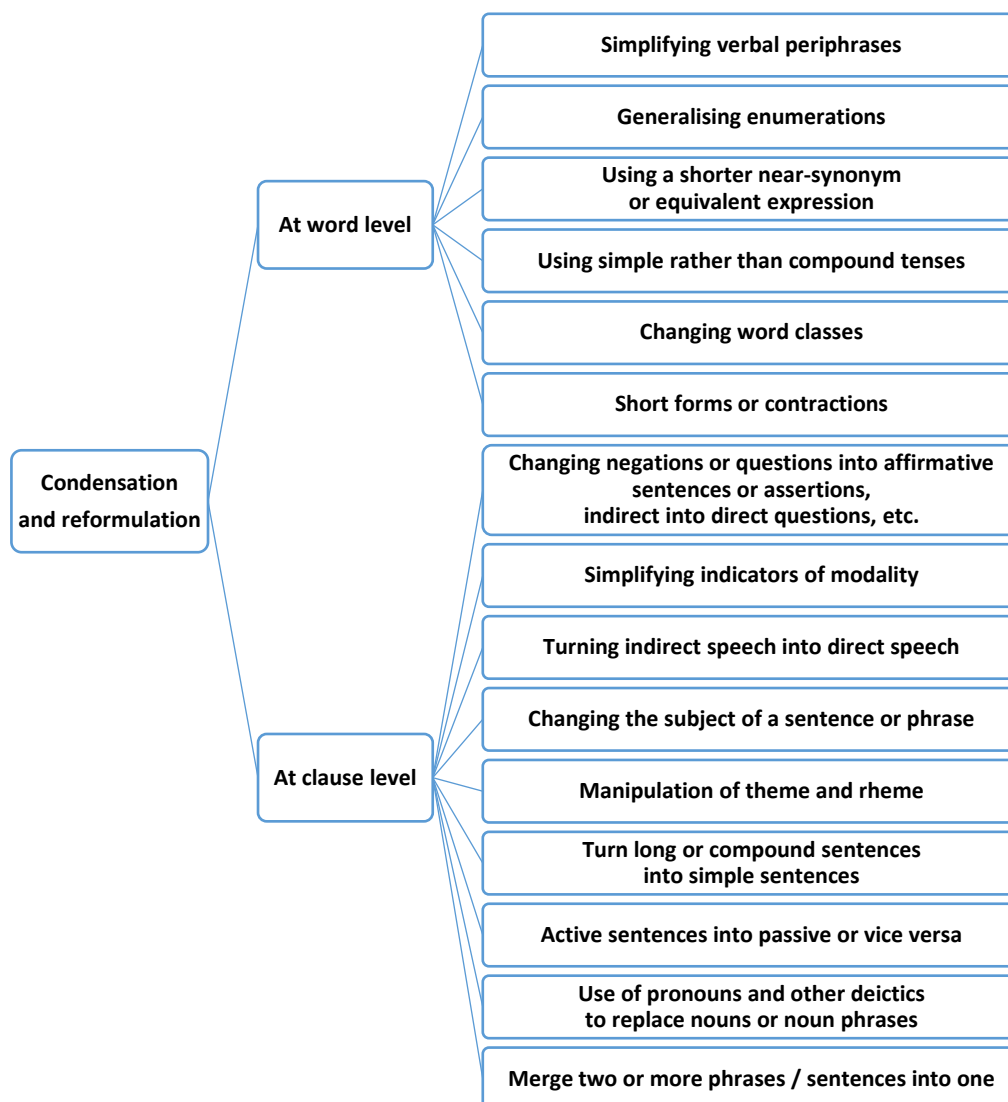 Simplifying verbal periphrases
Generalising enumerations
Using a shorter near-synonym
or equivalent expression
At word level
Using simple rather than compound tenses
Changing word classes
Short forms or contractions
Condensation
and reformulation
Changing negations or questions into affirmative
sentences or assertions,
indirect into direct questions, etc.
Simplifying indicators of modality
Turning indirect speech into direct speech
Changing the subject of a sentence or phrase
At clause level
Manipulation of theme and rheme
Turn long or compound sentences
into simple sentences
Active sentences into passive or vice versa
Use of pronouns and other deictics
to replace nouns or noun phrases
Merge two or more phrases / sentences into one